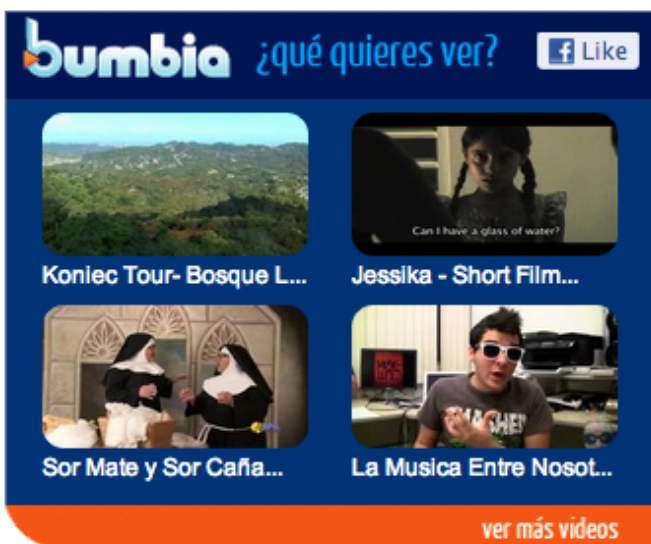 bumbia ¿qué quieres ver? Like
Can I have a glass of water?
Koniec Tour- Bosque L... Jessika - Short Film...
Sor Mate y Sor Caña... La Musica Entre Nosot...
ver más videos